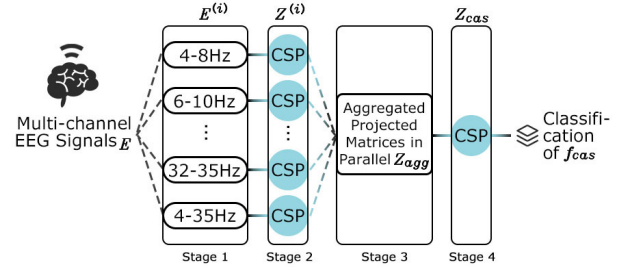 E^(i)
Z^(i)
Z_cas
Multi-channel
EEG Signals E
4-8Hz
CSP
6-10Hz
CSP
⋮
⋮
32-35Hz
CSP
4-35Hz
CSP
Aggregated
Projected
Matrices in
Parallel Z_agg
CSP
Classifi-
cation
of f_cas
Stage 1
Stage 2
Stage 3
Stage 4